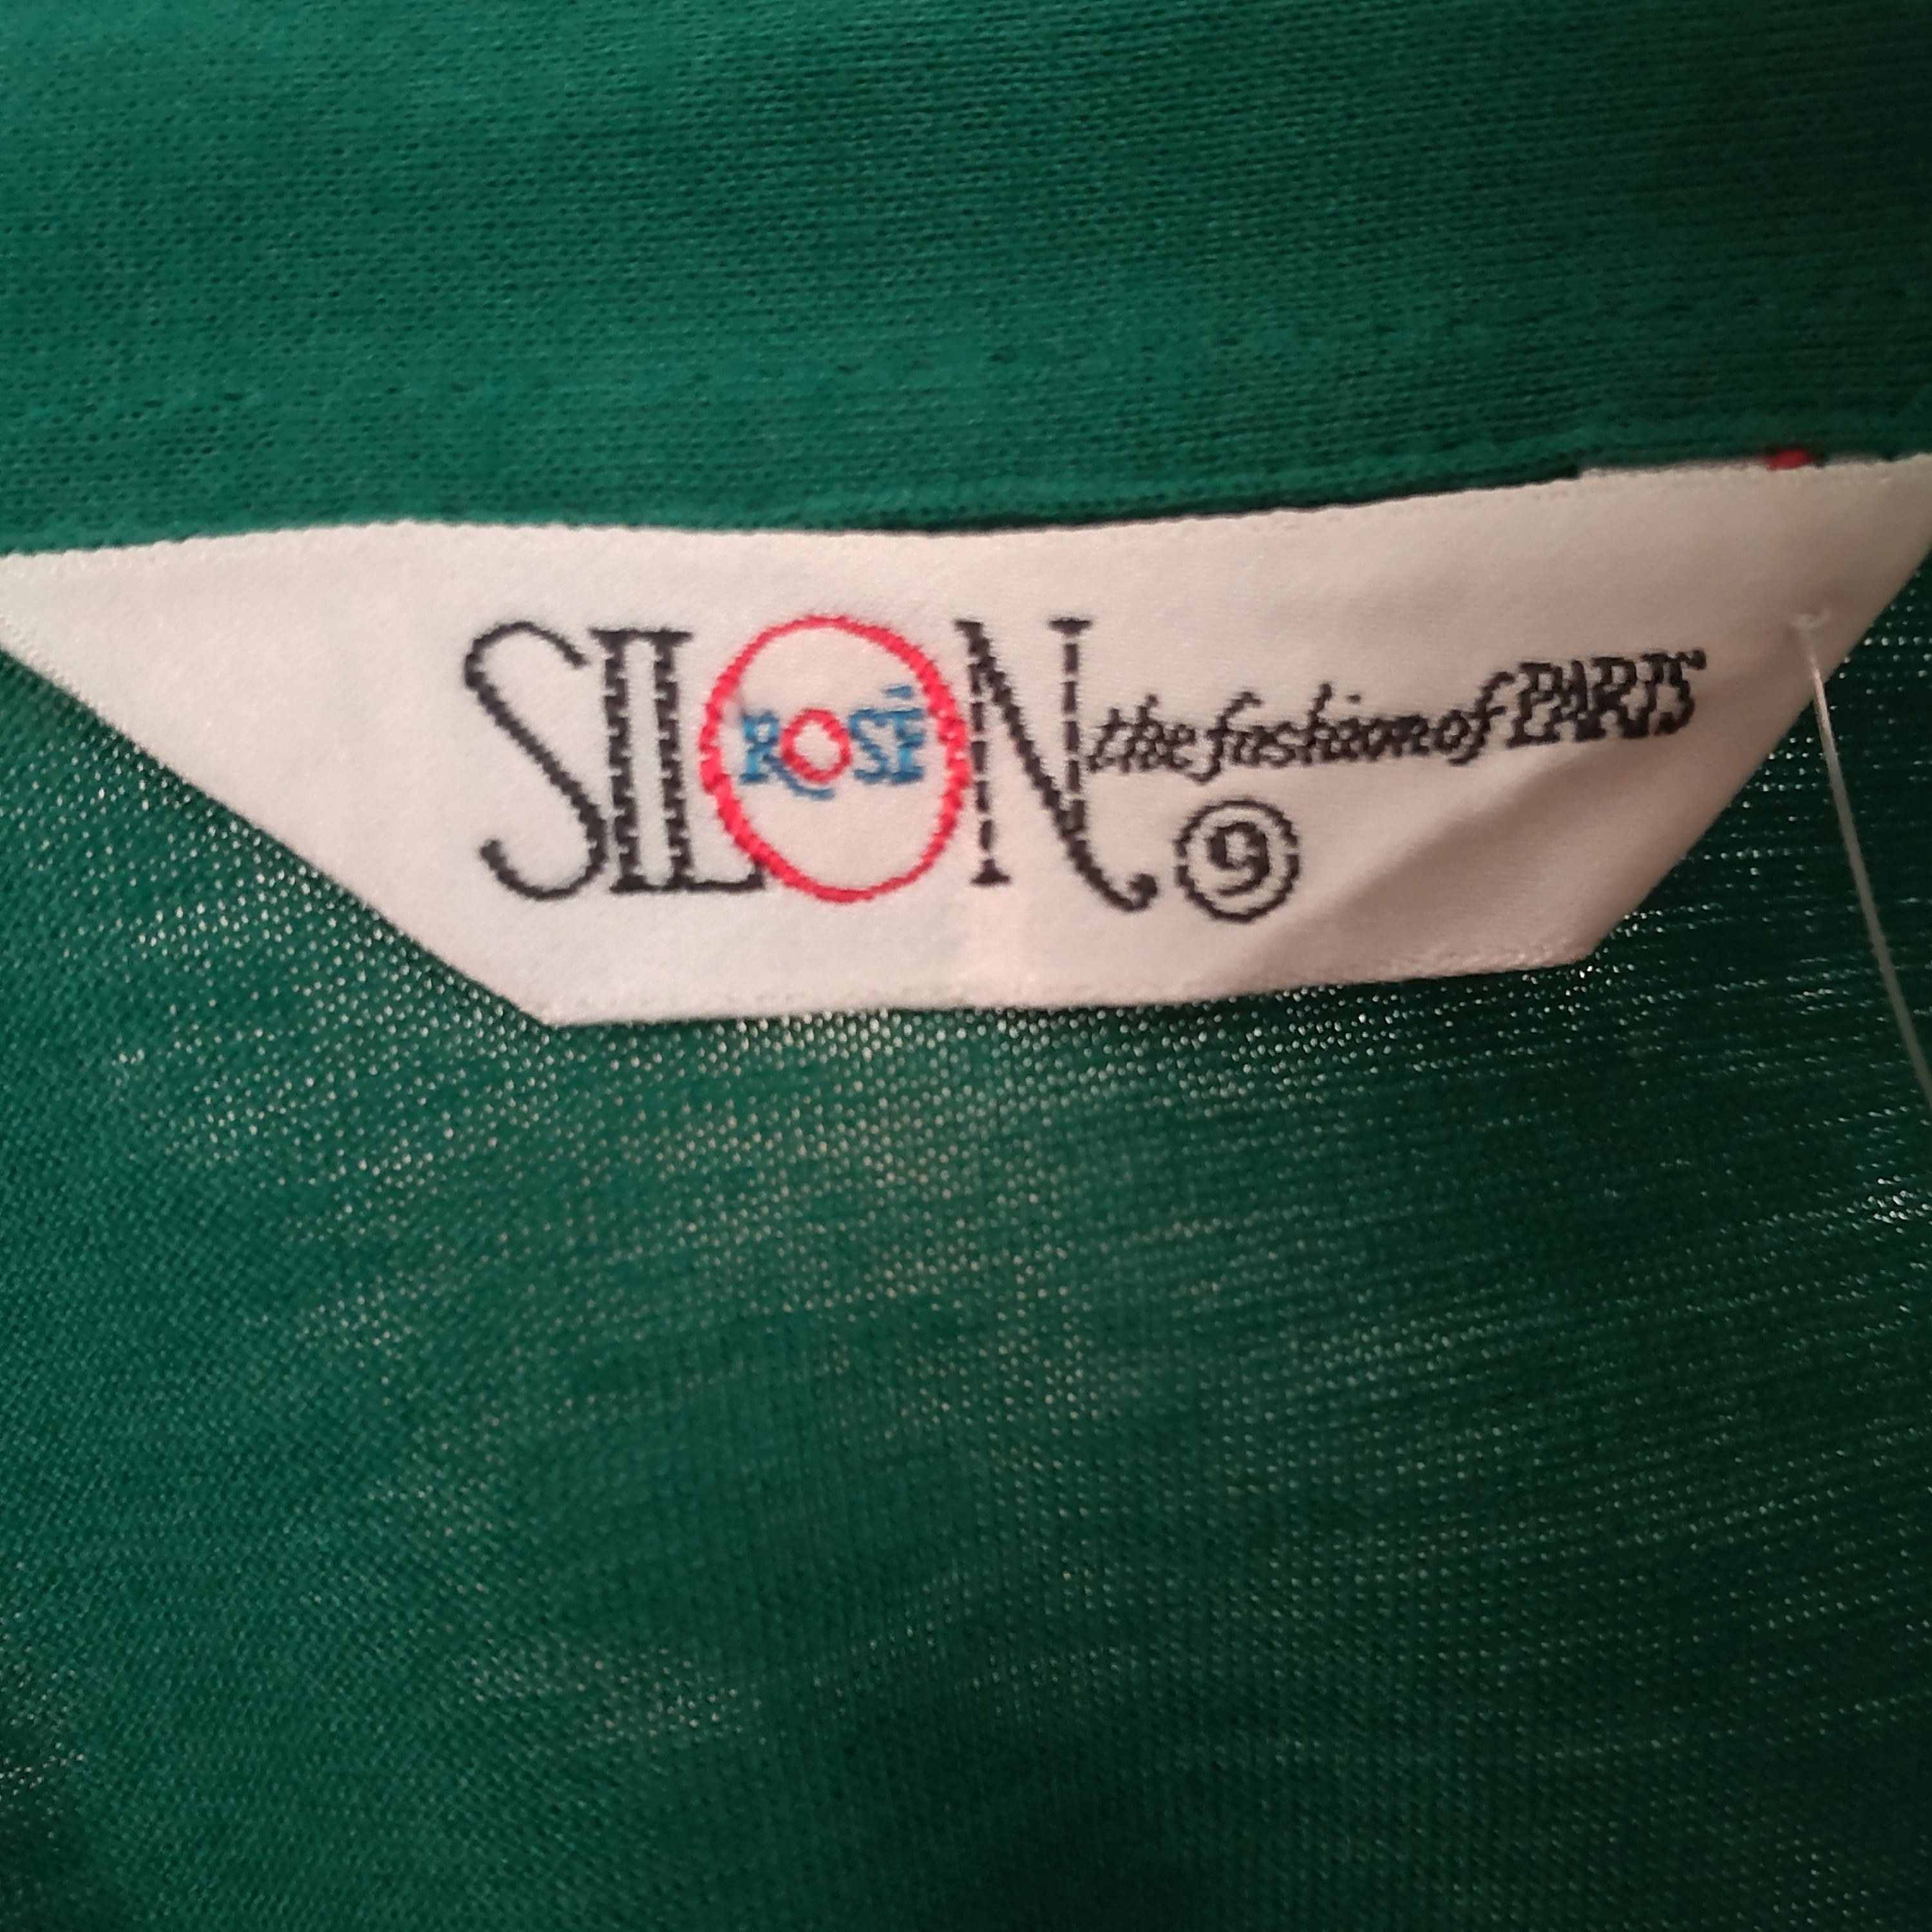 SILON the fashion of PARIS
ROSÉ
9